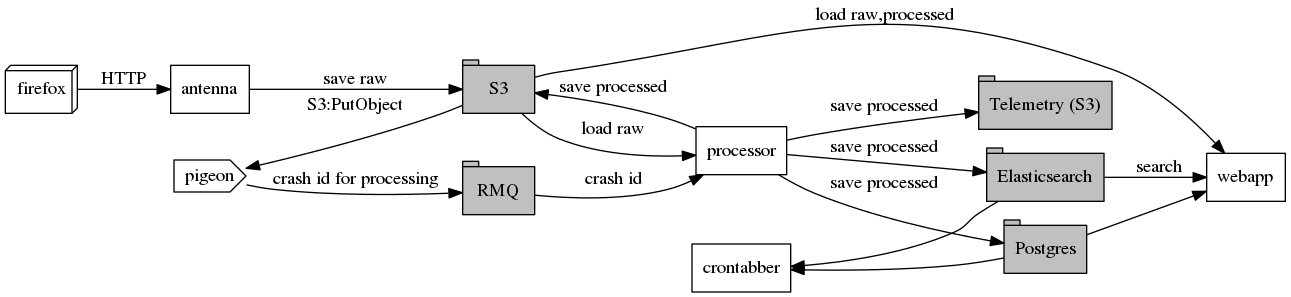 load raw,processed
firefox
HTTP
antenna
save raw
S3:PutObject
S3
save processed
load raw
pigeon
crash id for processing
RMQ
crash id
processor
save processed
save processed
save processed
Telemetry (S3)
Elasticsearch
search
webapp
Postgres
crontabber